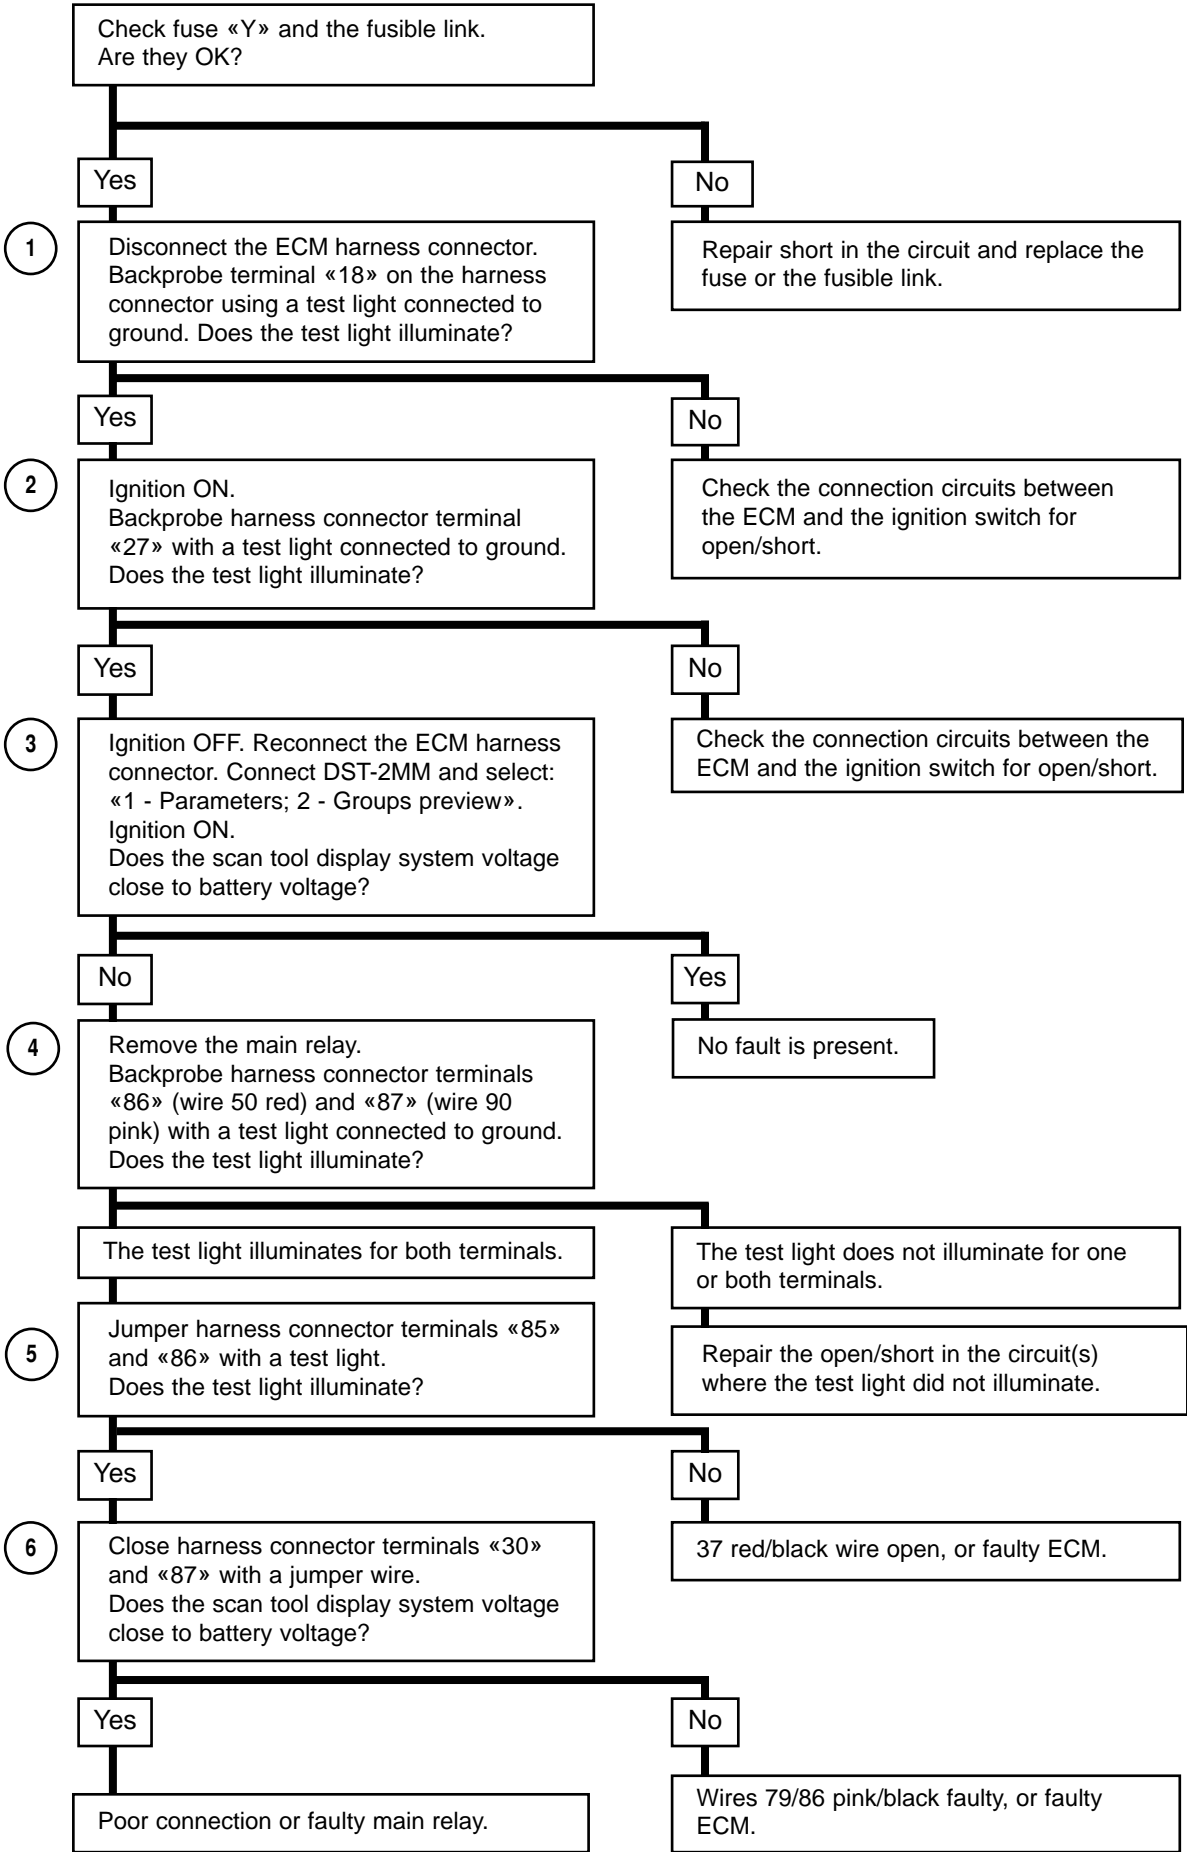 Check fuse «Y» and the fusible link.
Are they OK?
Yes
No
1
Disconnect the ECM harness connector.
Backprobe terminal «18» on the harness
connector using a test light connected to
ground. Does the test light illuminate?
Repair short in the circuit and replace the
fuse or the fusible link.
Yes
No
2
Ignition ON.
Backprobe harness connector terminal
«27» with a test light connected to ground.
Does the test light illuminate?
Check the connection circuits between
the ECM and the ignition switch for
open/short.
Yes
No
3
Ignition OFF. Reconnect the ECM harness
connector. Connect DST-2MM and select:
«1 - Parameters; 2 - Groups preview».
Ignition ON.
Does the scan tool display system voltage
close to battery voltage?
Check the connection circuits between the
ECM and the ignition switch for open/short.
No
Yes
4
Remove the main relay.
Backprobe harness connector terminals
«86» (wire 50 red) and «87» (wire 90
pink) with a test light connected to ground.
Does the test light illuminate?
No fault is present.
The test light illuminates for both terminals.
The test light does not illuminate for one
or both terminals.
5
Jumper harness connector terminals «85»
and «86» with a test light.
Does the test light illuminate?
Repair the open/short in the circuit(s)
where the test light did not illuminate.
Yes
No
6
Close harness connector terminals «30»
and «87» with a jumper wire.
Does the scan tool display system voltage
close to battery voltage?
37 red/black wire open, or faulty ECM.
Yes
No
Poor connection or faulty main relay.
Wires 79/86 pink/black faulty, or faulty
ECM.